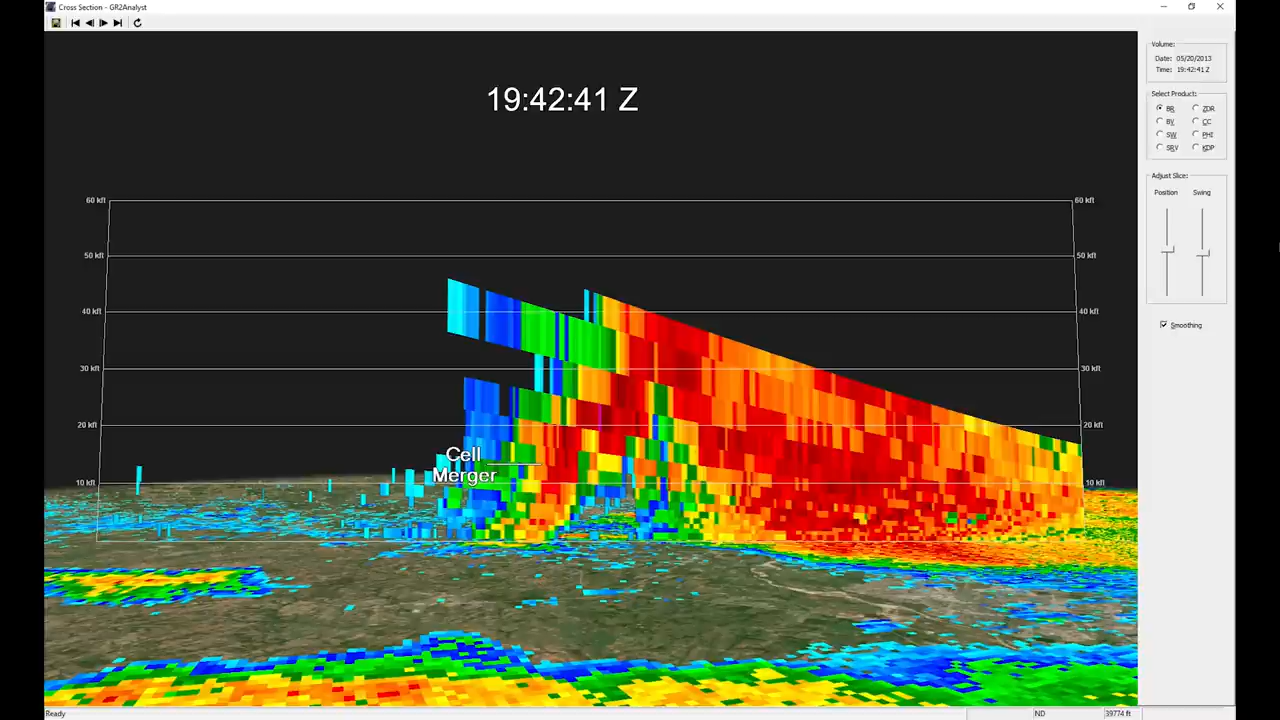 Cross Section - GR2Analyst
19:42:41 Z
Volume:
Date: 05/20/2013
Time: 19:42:41 Z
Select Product:
BR ZDR
BV CC
SW PHI
SRV KDP
Adjust Slice:
Position Swing
Smoothing
60 kft 60 kft
50 kft 50 kft
40 kft 40 kft
30 kft 30 kft
20 kft 20 kft
10 kft 10 kft
Cell
Merger
Ready ND 39774 ft